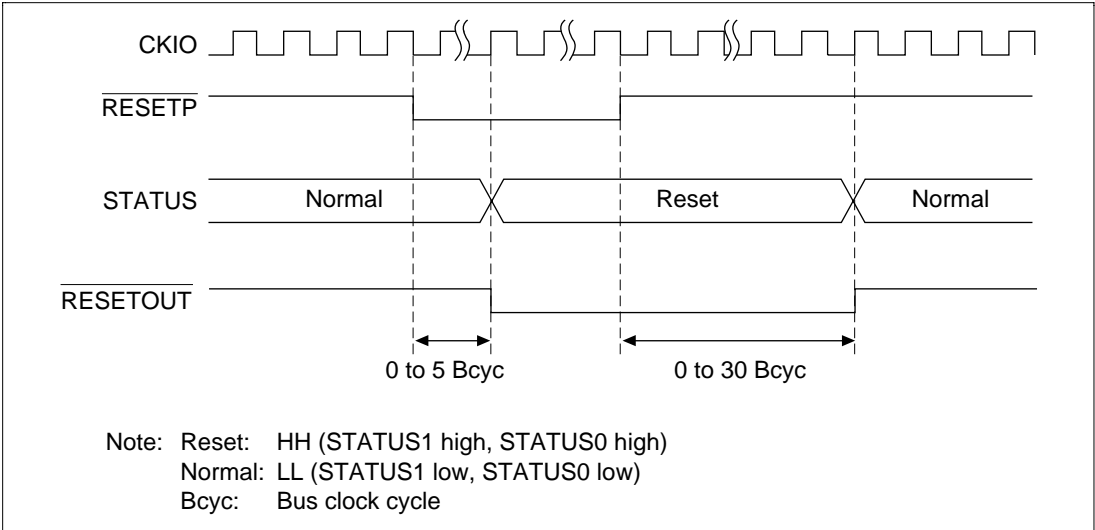 CKIO
RESETP
STATUS Normal Reset Normal
RESETOUT
0 to 5 Bcyc 0 to 30 Bcyc
Note: Reset: HH (STATUS1 high, STATUS0 high)
Normal: LL (STATUS1 low, STATUS0 low)
Bcyc: Bus clock cycle